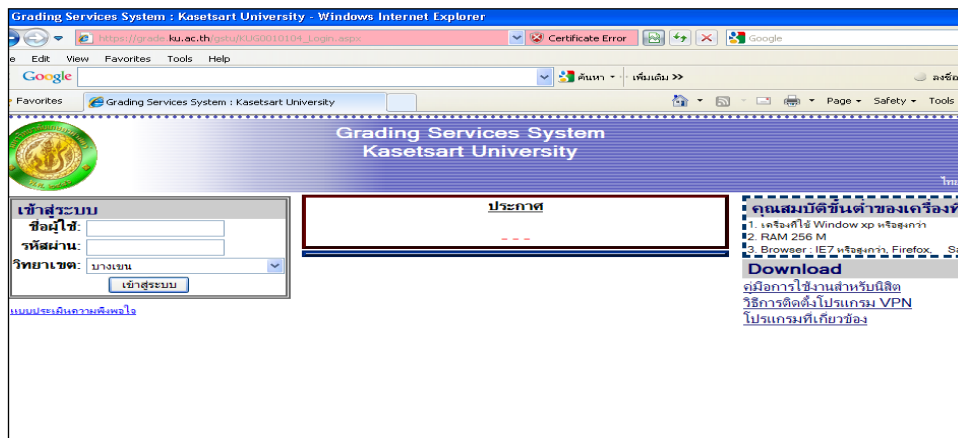 Grading Services System : Kasetsart University - Windows Internet Explorer
https://grade.ku.ac.th/gstu/KUG0010104_Login.aspx
Certificate Error
Google
Edit View Favorites Tools Help
Google
ค้นหา
เพิ่มเติม >>
Favorites
Grading Services System : Kasetsart University
Page
Safety
Tools
Grading Services System
Kasetsart University
เข้าสู่ระบบ
ชื่อผู้ใช้:
รหัสผ่าน:
วิทยาเขต: บางเขน
เข้าสู่ระบบ
แบบประเมินความพึงพอใจ
ประกาศ
- - -
คุณสมบัติขั้นต่ำของเครื่องที่
1. เครื่องที่ใช้ Window xp หรือสูงกว่า
2. RAM 256 M
3. Browser : IE7 หรือสูงกว่า, Firefox,
Download
คู่มือการใช้งานสำหรับนิสิต
วิธีการติดตั้งโปรแกรม VPN
โปรแกรมที่เกี่ยวข้อง